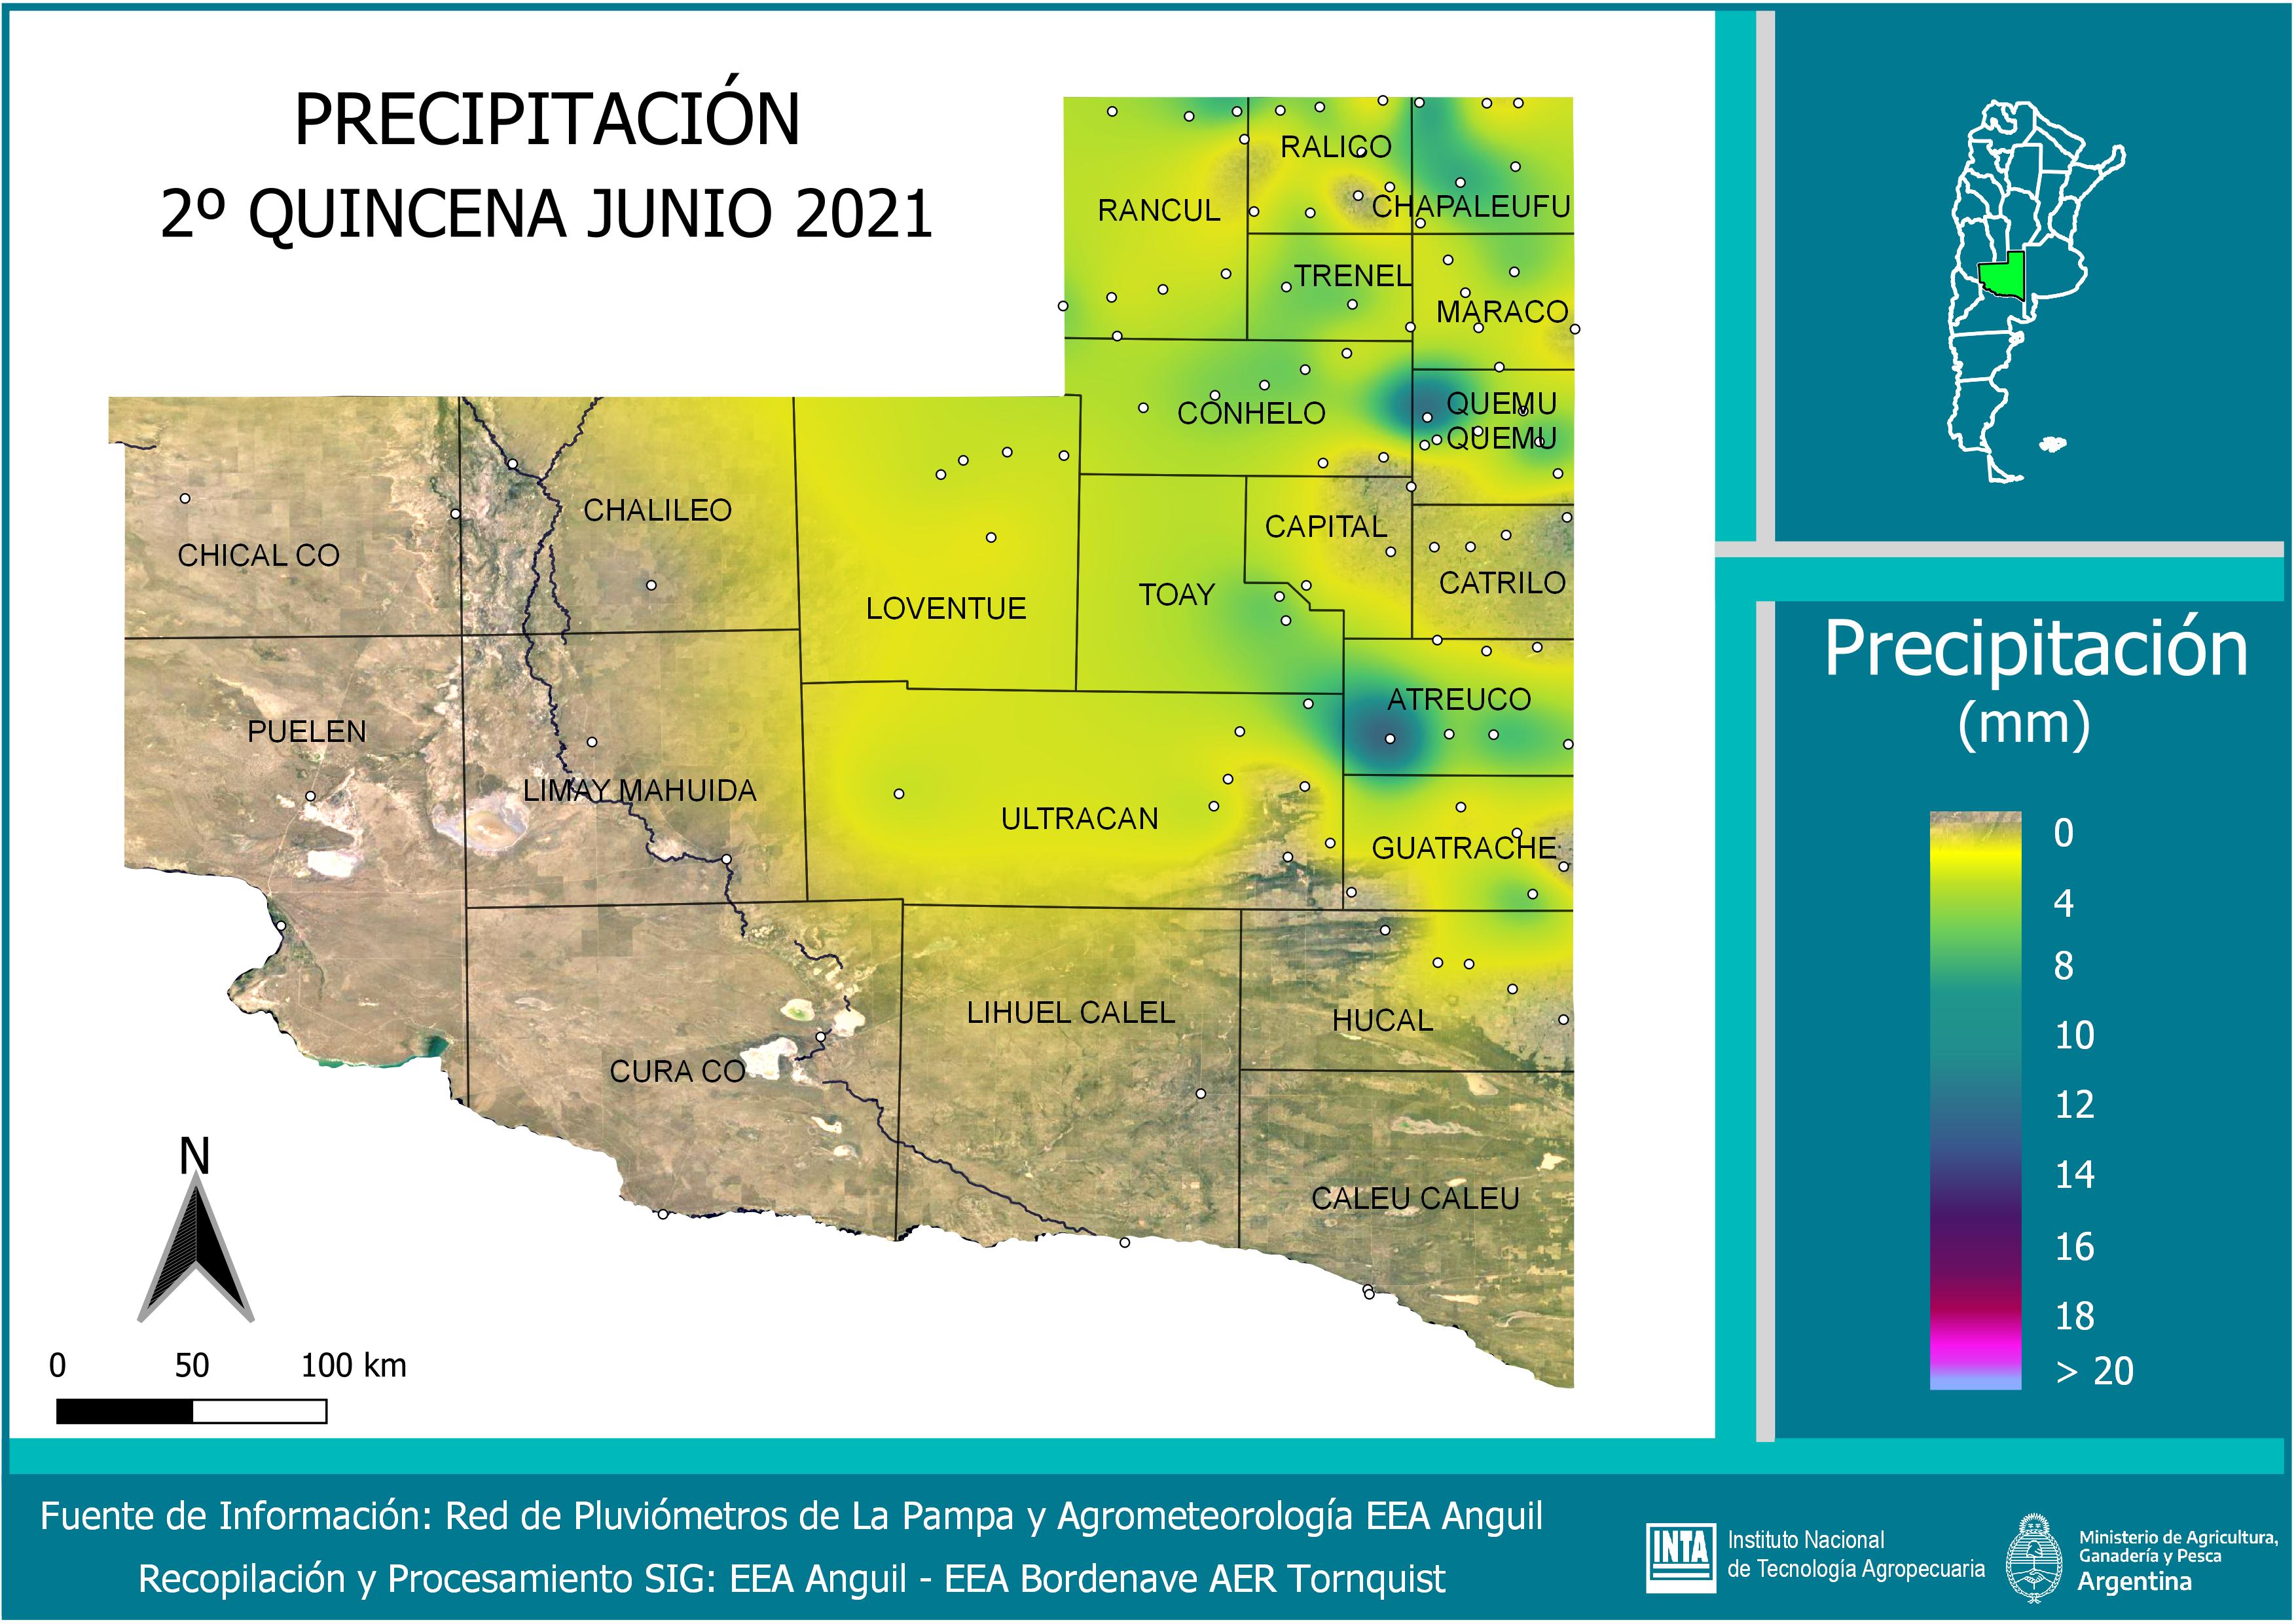 PRECIPITACIÓN
2º QUINCENA JUNIO 2021
RALICO
RANCUL
CHAPALEUFU
TRENEL
MARACO
QUEMU
QUEMU
CONHELO
CHALILEO
CAPITAL
CHICAL CO
CATRILO
TOAY
LOVENTUE
ATREUCO
PUELEN
LIMAY MAHUIDA
ULTRACAN
GUATRACHE
LIHUEL CALEL
HUCAL
CURA CO
CALEU CALEU
N
0 50 100 km
Precipitación
(mm)
0
4
8
10
12
14
16
18
> 20
Fuente de Información: Red de Pluviómetros de La Pampa y Agrometeorología EEA Anguil
Recopilación y Procesamiento SIG: EEA Anguil - EEA Bordenave AER Tornquist
INTA
Instituto Nacional
de Tecnología Agropecuaria
Ministerio de Agricultura,
Ganadería y Pesca
Argentina